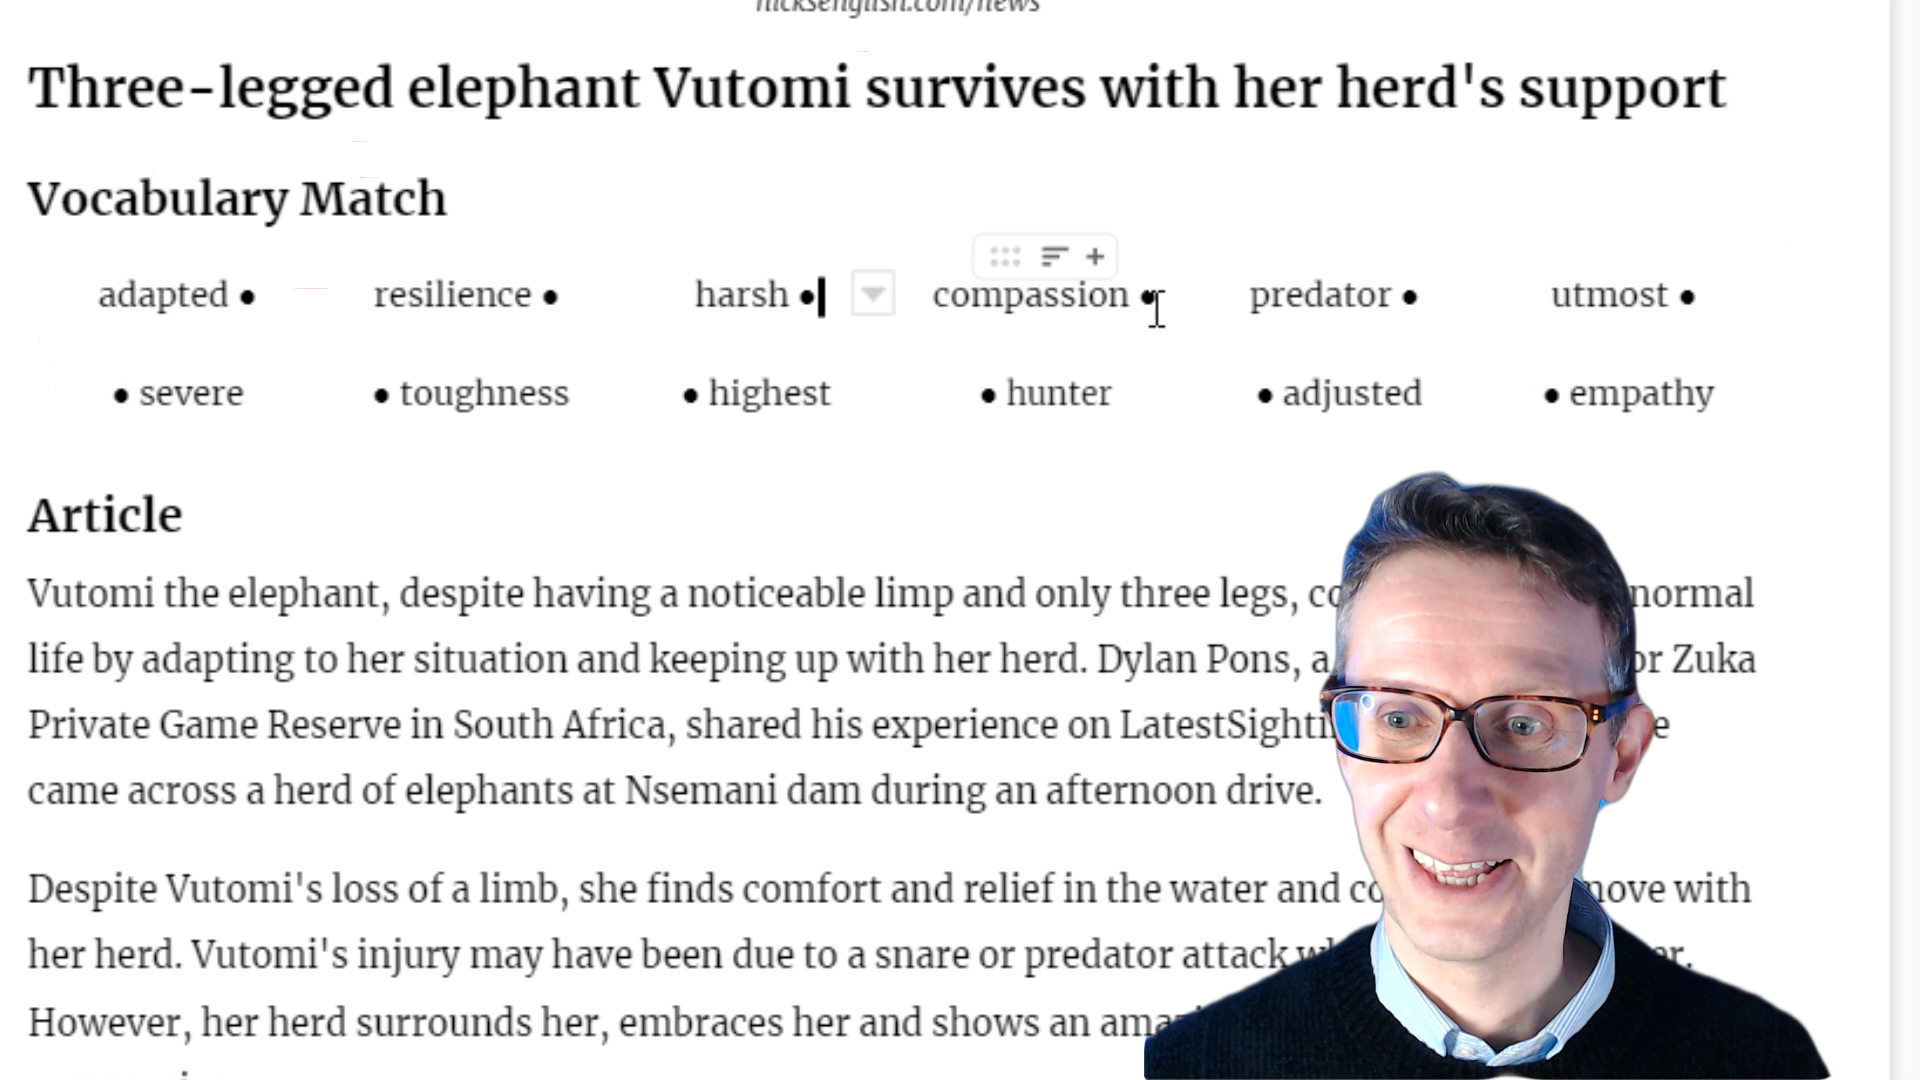 nicksenglish.com/news
Three-legged elephant Vutomi survives with her herd's support
Vocabulary Match
adapted • resilience • harsh • compassion • predator • utmost •
• severe • toughness • highest • hunter • adjusted • empathy
Article
Vutomi the elephant, despite having a noticeable limp and only three legs, normal
life by adapting to her situation and keeping up with her herd. Dylan Pons, a Zuka
Private Game Reserve in South Africa, shared his experience on
came across a herd of elephants at Nsemani dam during an afternoon drive.
Despite Vutomi's loss of a limb, she finds comfort and relief in the water and move with
her herd. Vutomi's injury may have been due to a snare or predator attack
However, her herd surrounds her, embraces her and shows an